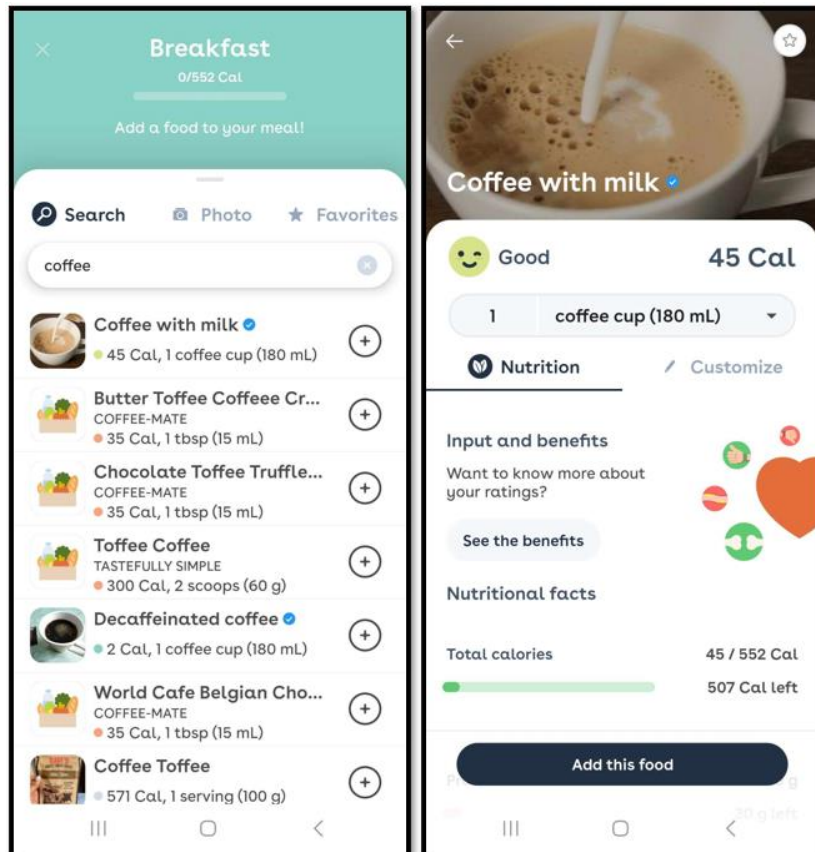 Breakfast
0/552 Cal
Add a food to your meal!
Search
Photo
Favorites
coffee
Coffee with milk
45 Cal, 1 coffee cup (180 mL)
Butter Toffee Coffeee Cr...
COFFEE-MATE
35 Cal, 1 tbsp (15 mL)
Chocolate Toffee Truffle...
COFFEE-MATE
35 Cal, 1 tbsp (15 mL)
Toffee Coffee
TASTEFULLY SIMPLE
300 Cal, 2 scoops (60 g)
Decaffeinated coffee
2 Cal, 1 coffee cup (180 mL)
World Cafe Belgian Cho...
COFFEE-MATE
35 Cal, 1 tbsp (15 mL)
Coffee Toffee
571 Cal, 1 serving (100 g)
Coffee with milk
Good
45 Cal
1
coffee cup (180 mL)
Nutrition
Customize
Input and benefits
Want to know more about
your ratings?
See the benefits
Nutritional facts
Total calories
45 / 552 Cal
507 Cal left
Add this food
30 g left